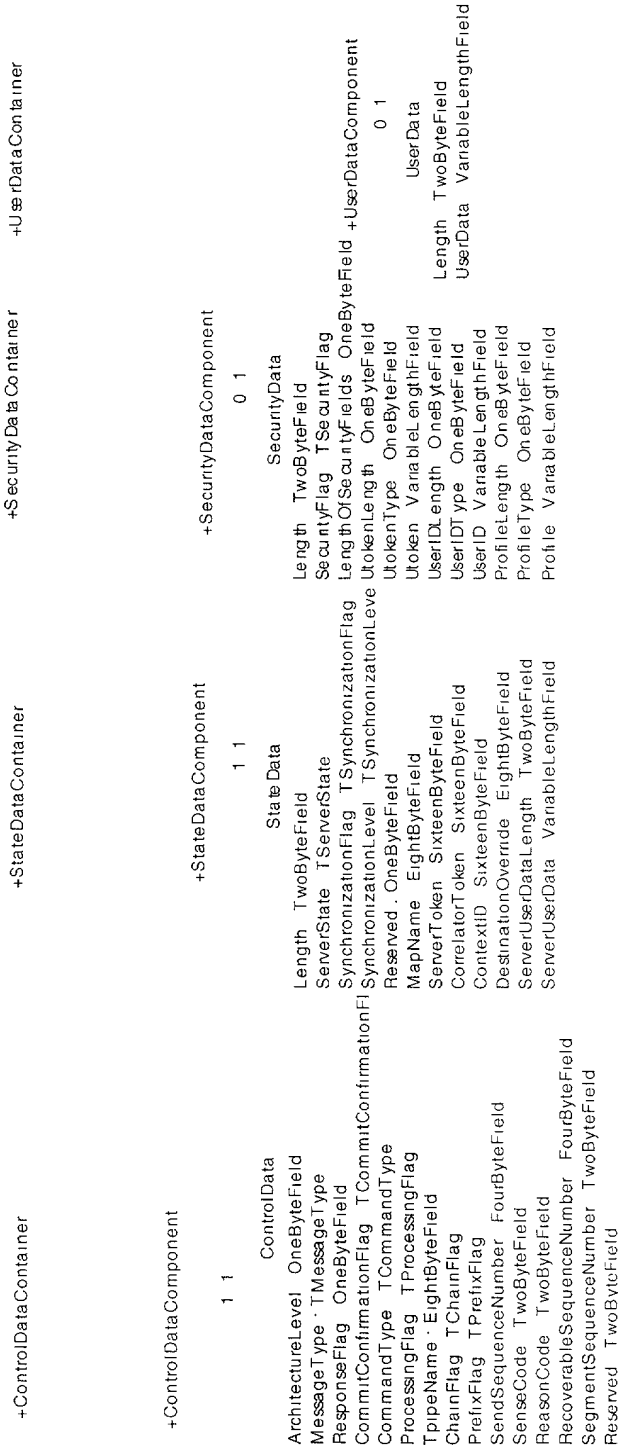 +ControlDataContainer
+ControlDataComponent
1 1
ControlData
ArchitectureLevel OneByteField
MessageType TMessageType
ResponseFlag OneByteField
CommitConfirmationFlag TCommitConfirmationFl
CommandType TCommandType
ProcessingFlag TProcessingFlag
TpipeName EightByteField
ChainFlag TChainFlag
PrefixFlag TPrefixFlag
SendSequenceNumber FourByteField
SenseCode TwoByteField
ReasonCode TwoByteField
RecoverableSequenceNumber FourByteField
SegmentSequenceNumber TwoByteField
Reserved TwoByteField
+StateDataContainer
+StateDataComponent
1 1
StateData
Length TwoByteField
ServerState TServerState
SynchronizationFlag TSynchronizationFlag
SynchronizationLevel TSynchronizationLeve
Reserved . OneByteField
MapName EightByteField
ServerToken SixteenByteField
CorrelatorToken SixteenByteField
ContextID SixteenByteField
DestinationOverride EightByteField
ServerUserDataLength TwoByteField
ServerUserData VariableLengthField
+SecurityDataContainer
+SecurityDataComponent
0 1
SecurityData
Length TwoByteField
SecurityFlag TSecurityFlag
LengthOfSecurityFields OneByteField
UtokenLength OneByteField
UtokenType OneByteField
Utoken VariableLengthField
UserIDLength OneByteField
UserIDType OneByteField
UserID VariableLengthField
ProfileLength OneByteField
ProfileType OneByteField
Profile VariableLengthField
+UserDataContainer
+UserDataComponent
0 1
UserData
Length TwoByteField
UserData VariableLengthField